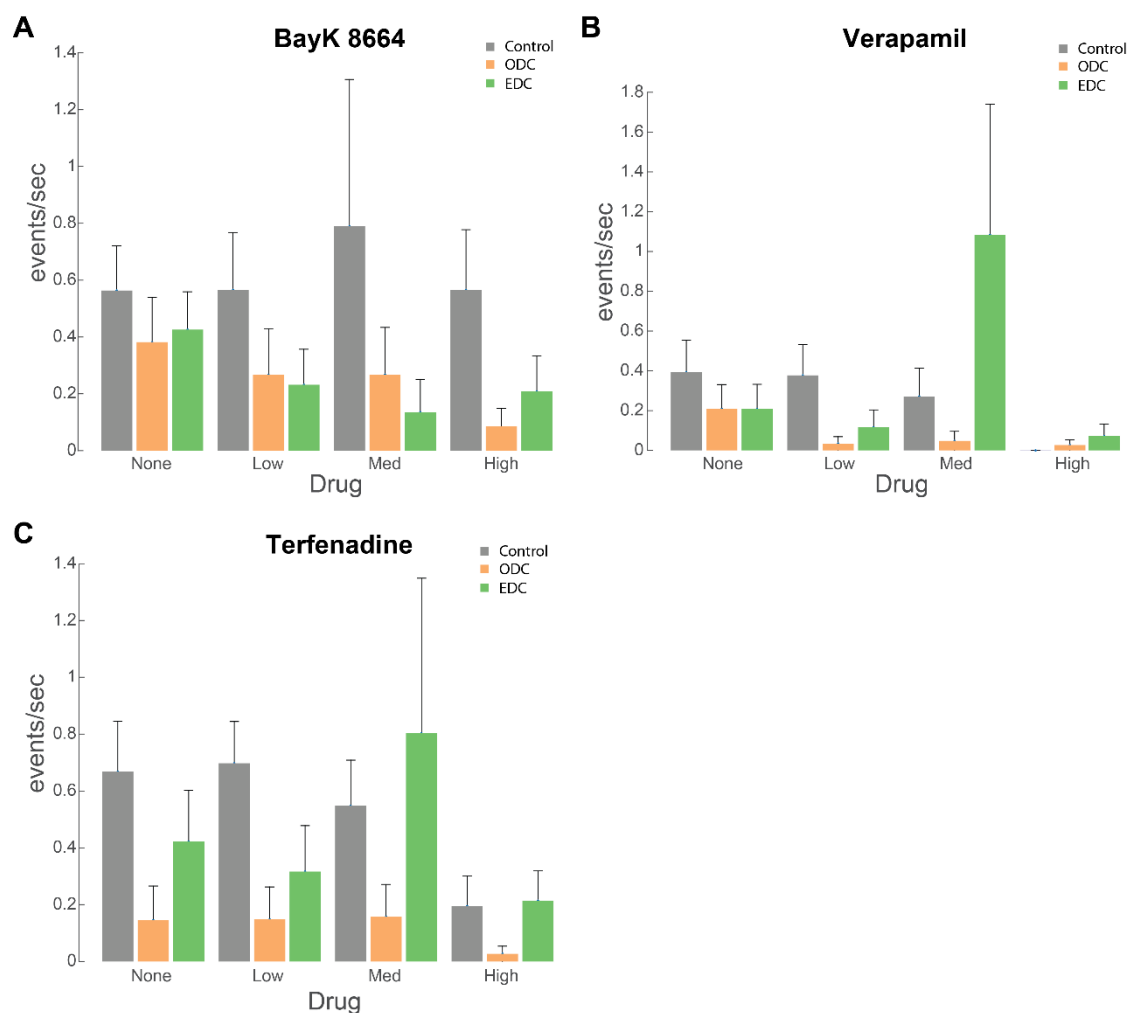 A
BayK 8664
Control
ODC
EDC
1.4
1.2
1
0.8
0.6
0.4
0.2
0
events/sec
None
Low
Med
High
Drug
B
Verapamil
Control
ODC
EDC
1.8
1.6
1.4
1.2
1
0.8
0.6
0.4
0.2
0
events/sec
None
Low
Med
High
Drug
C
Terfenadine
Control
ODC
EDC
1.4
1.2
1
0.8
0.6
0.4
0.2
0
events/sec
None
Low
Med
High
Drug